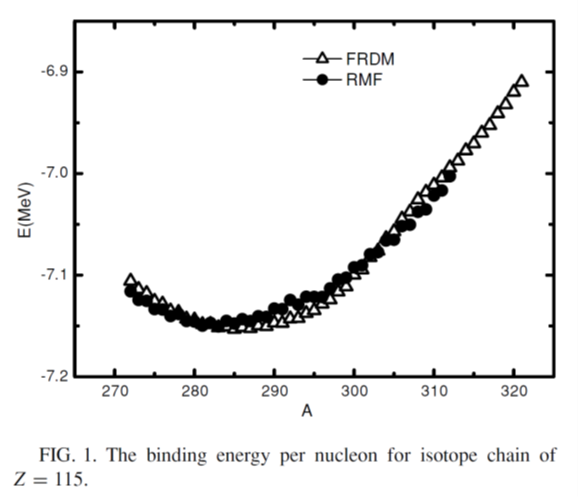 FRDM
RMF
-6.9
-7.0
-7.1
-7.2
E(MeV)
270 280 290 300 310 320
A
FIG. 1. The binding energy per nucleon for isotope chain of
Z = 115.